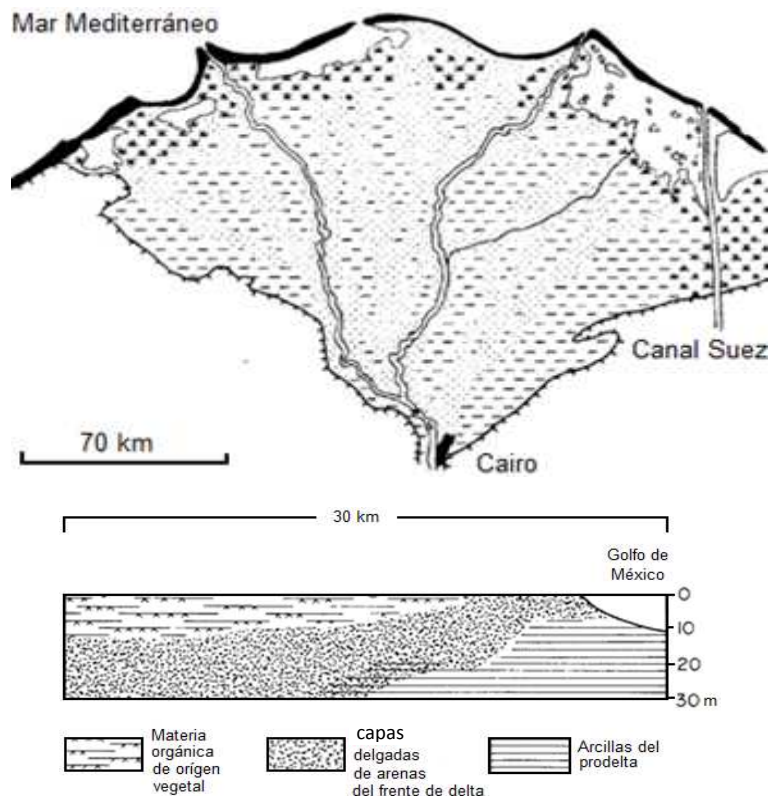 Mar Mediterráneo
Canal Suez
70 km
Cairo
30 km
Golfo de
México
0
10
20
30 m
Materia
orgánica
de orígen
vegetal
capas
delgadas
de arenas
del frente de delta
Arcillas del
prodelta